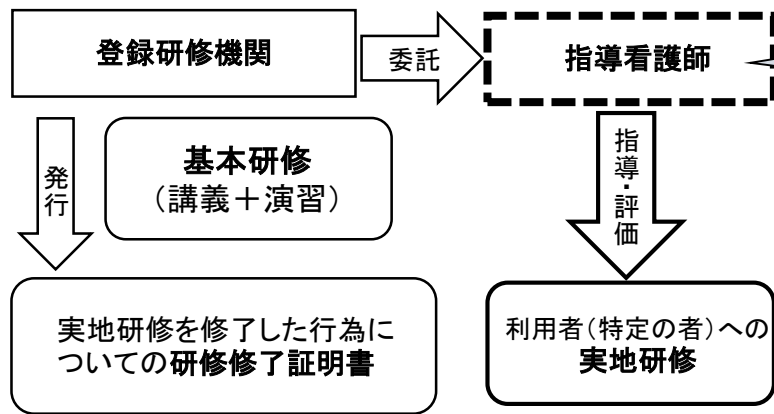 登録研修機関
委託
指導看護師
発行
基本研修
（講義＋演習）
指導・評価
実地研修を修了した行為に
ついての研修修了証明書
利用者（特定の者）への
実地研修